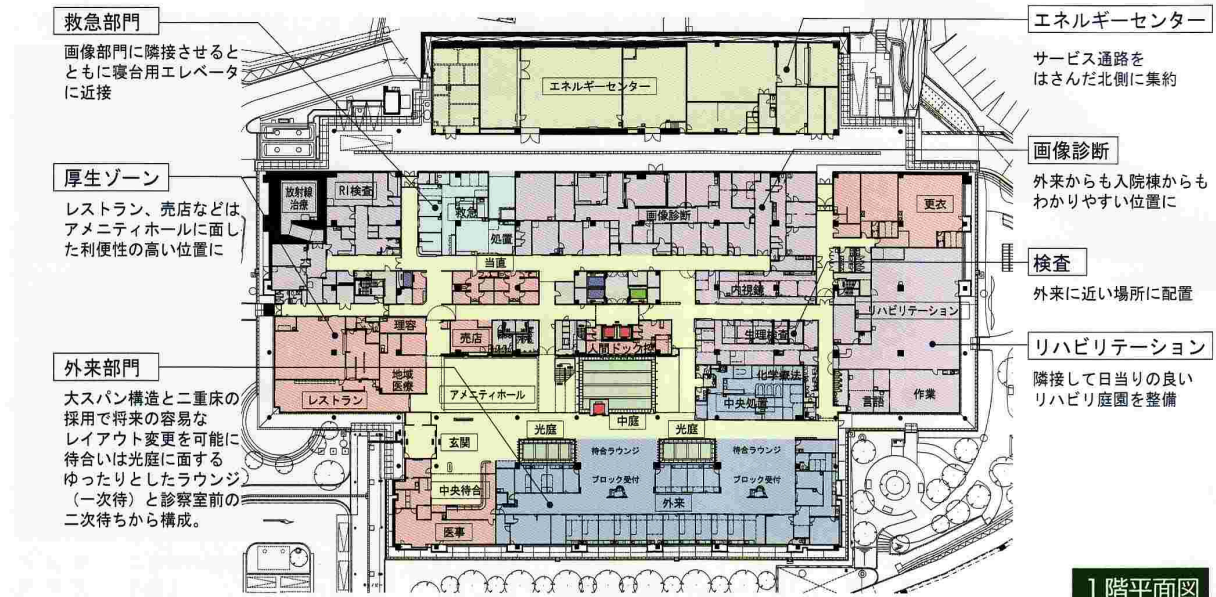 救急部門
画像部門に隣接させると
ともに寝台用エレベータ
に近接
厚生ゾーン
レストラン、売店などは
アメニティホールに面し
た利便性の高い位置に
外来部門
大スパン構造と二重床の
採用で将来の容易な
レイアウト変更を可能に
待合いは光庭に面する
ゆったりとしたラウンジ
(一次待)と診察室前の
二次待ちから構成。
エネルギーセンター
サービス通路を
はさんだ北側に集約
画像診断
外来からも入院棟からも
わかりやすい位置に
検査
外来に近い場所に配置
リハビリテーション
隣接して日当りの良い
リハビリ庭園を整備
エネルギーセンター
放射線
治療
RI検査
救急
処置
画像診断
更衣
当直
内視鏡
リハビリテーション
理容
売店
人間ドック
生理検査
地域
医療
化学療法
レストラン
アメニティホール
中央処置
言語
作業
中庭
光庭
光庭
玄関
待合ラウンジ
待合ラウンジ
中央待合
ブロック受付
ブロック受付
外来
医事
1階平面図